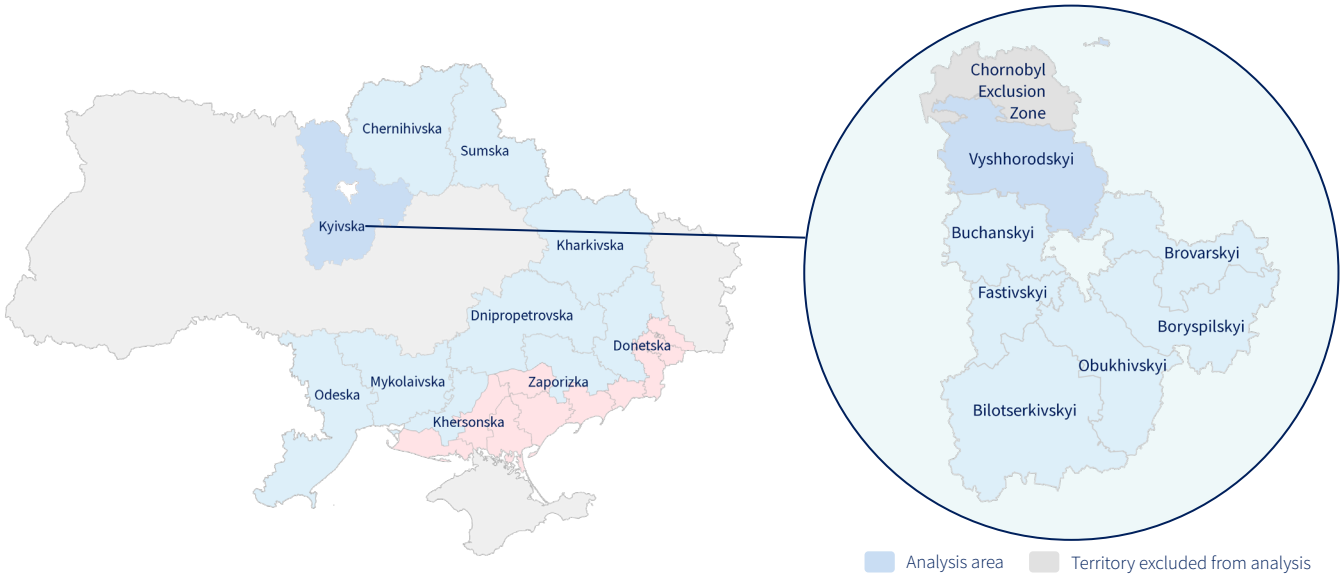 Chernihivska
Sumska
Kyivska
Kharkivska
Dnipropetrovska
Donetska
Mykolaivska
Zaporizka
Odeska
Khersonska
Chornobyl
Exclusion
Zone
Vyshhorodskyi
Buchanskyi
Brovarskyi
Fastivskyi
Boryspilskyi
Obukhivskyi
Bilotserkivskyi
Analysis area
Territory excluded from analysis